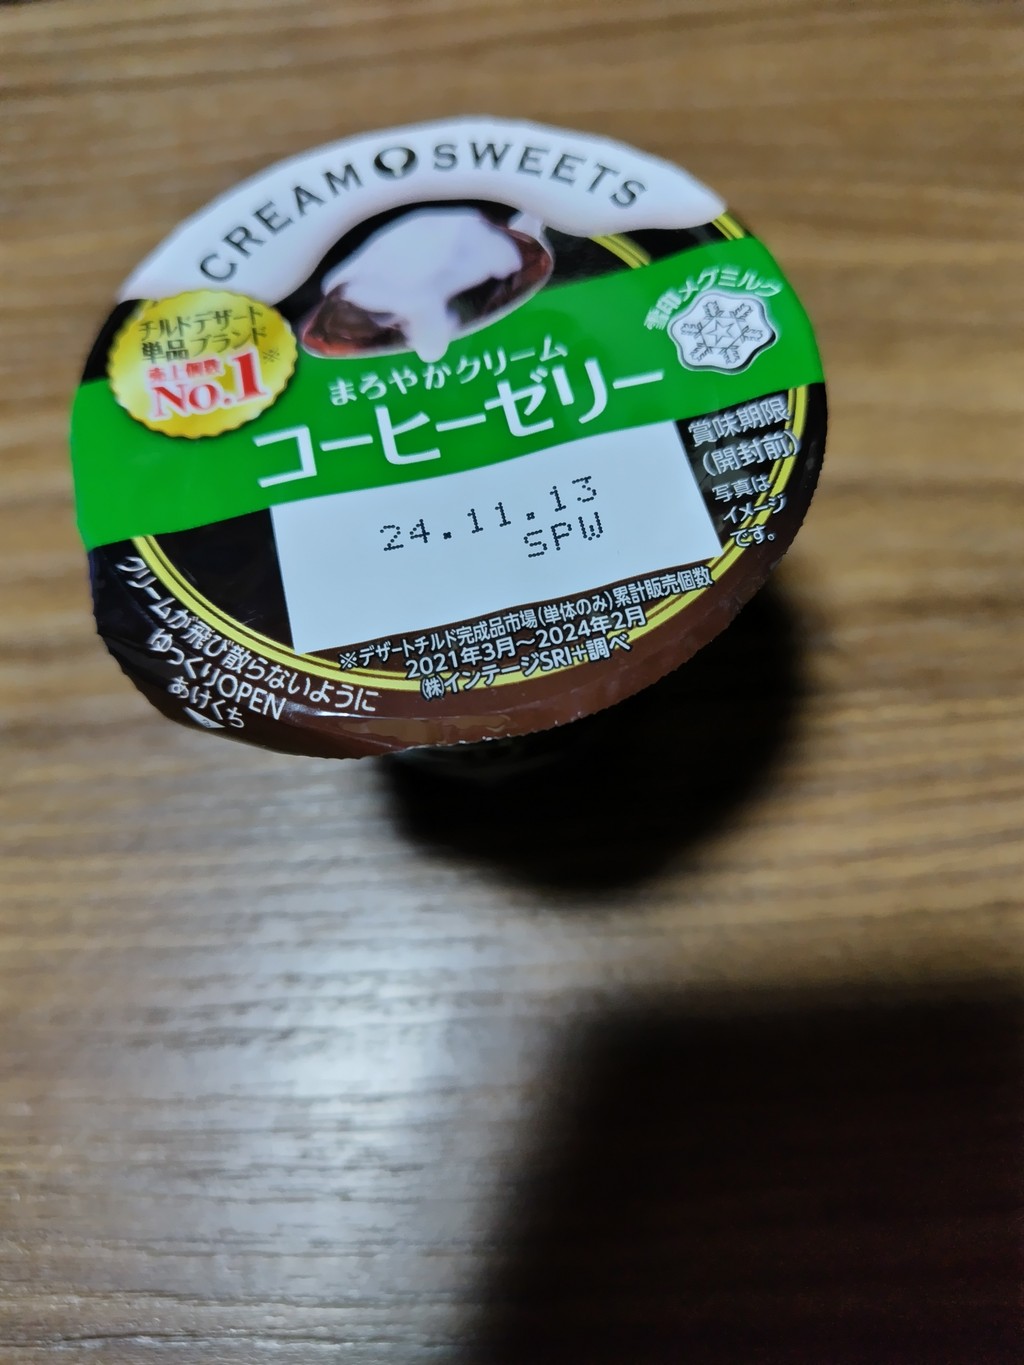 CREAM SWEETS
チルドデザート
単品ブランド
売上個数※
No.1
雪印メグミルク
まろやかクリーム
コーヒーゼリー
賞味期限
(開封前)
24.11.13
SPW
写真は
イメージ
です。
※デザートチルド完成品市場(単体のみ)累計販売個数
2021年3月～2024年2月
(株)インテージSRI+調べ
クリームが飛び散らないように
ゆっくりOPEN
あけくち